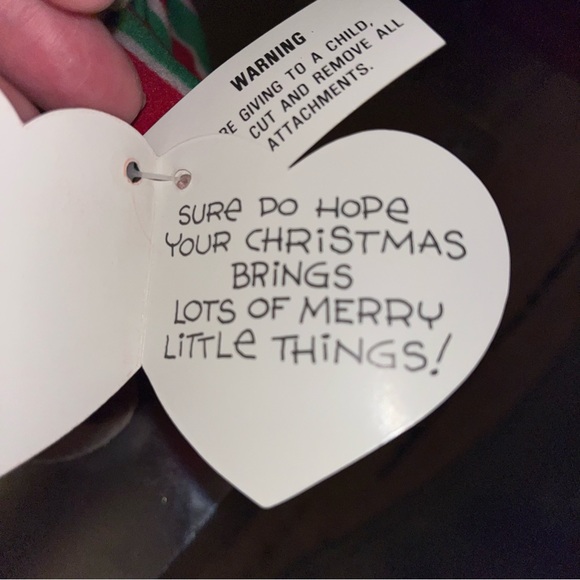 WARNING
RE GIVING TO A CHILD,
CUT AND REMOVE ALL
ATTACHMENTS.
SURe DO HOPe
YOUR CHRiSTMAS
BRiNGS
LOTS OF MERRY
LiTTLe THiNGS!